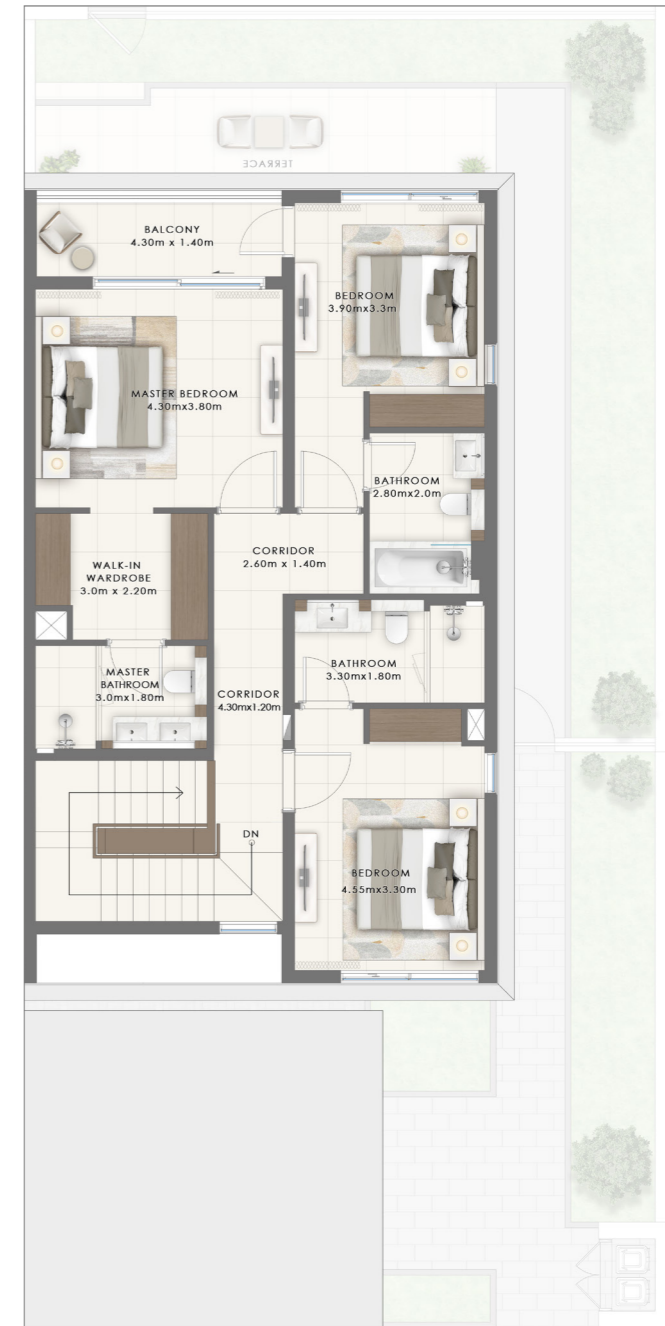 TERRACE
BALCONY
4.30m x 1.40m
BEDROOM
3.90mx3.3m
MASTER BEDROOM
4.30mx3.80m
BATHROOM
2.80mx2.0m
CORRIDOR
2.60m x 1.40m
WALK-IN
WARDROBE
3.0m x 2.20m
BATHROOM
3.30mx1.80m
MASTER
BATHROOM
3.0mx1.80m
CORRIDOR
4.30mx1.20m
DN
BEDROOM
4.55mx3.30m